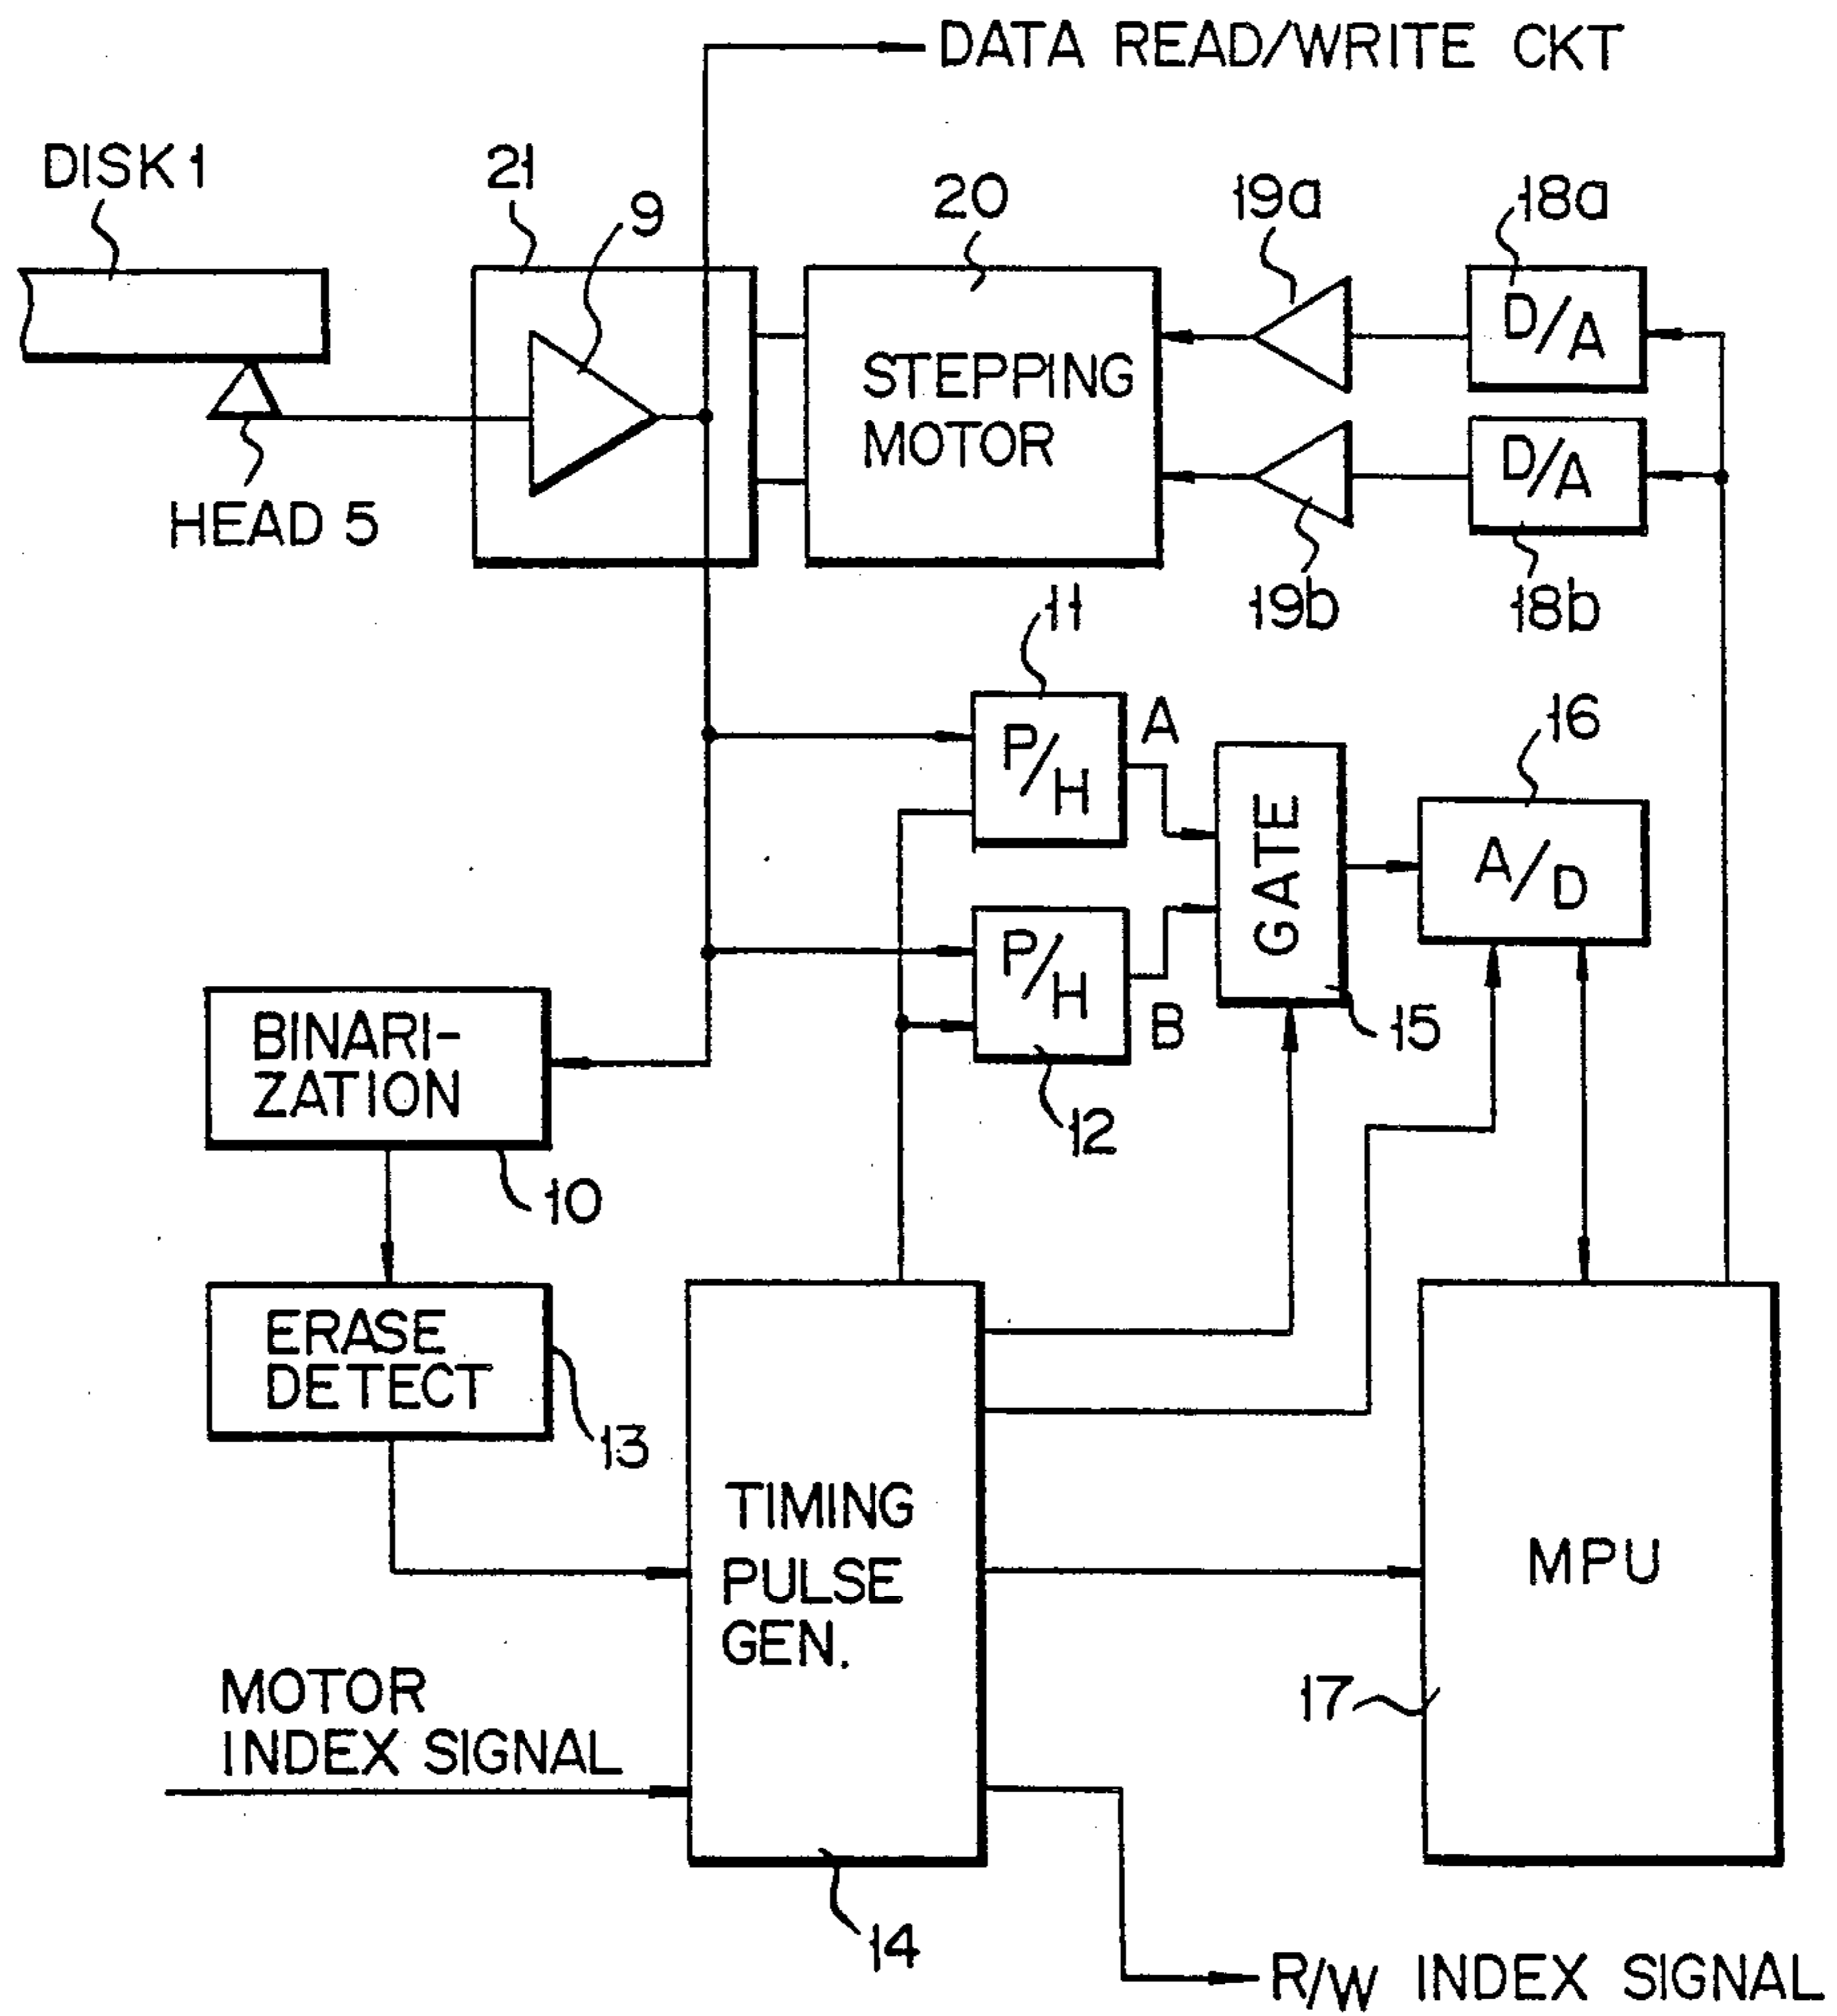 DATA READ/WRITE CKT
DISK 1
21
9
20
19a
18a
D/A
STEPPING
MOTOR
D/A
HEAD 5
19b
18b
11
A
P/H
16
GATE
A/D
P/H
B
15
12
BINARI-
ZATION
10
ERASE
DETECT
13
TIMING
PULSE
GEN.
MPU
17
MOTOR
INDEX SIGNAL
14
R/W INDEX SIGNAL